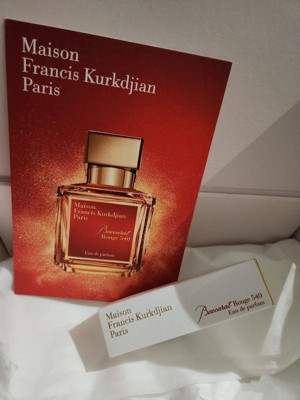 Maison
Francis Kurkdjian
Paris
Maison
Francis Kurkdjian
Paris
Baccarat Rouge 540
Eau de parfum
Maison
Francis Kurkdjian
Paris
Baccarat Rouge 540
Eau de parfum